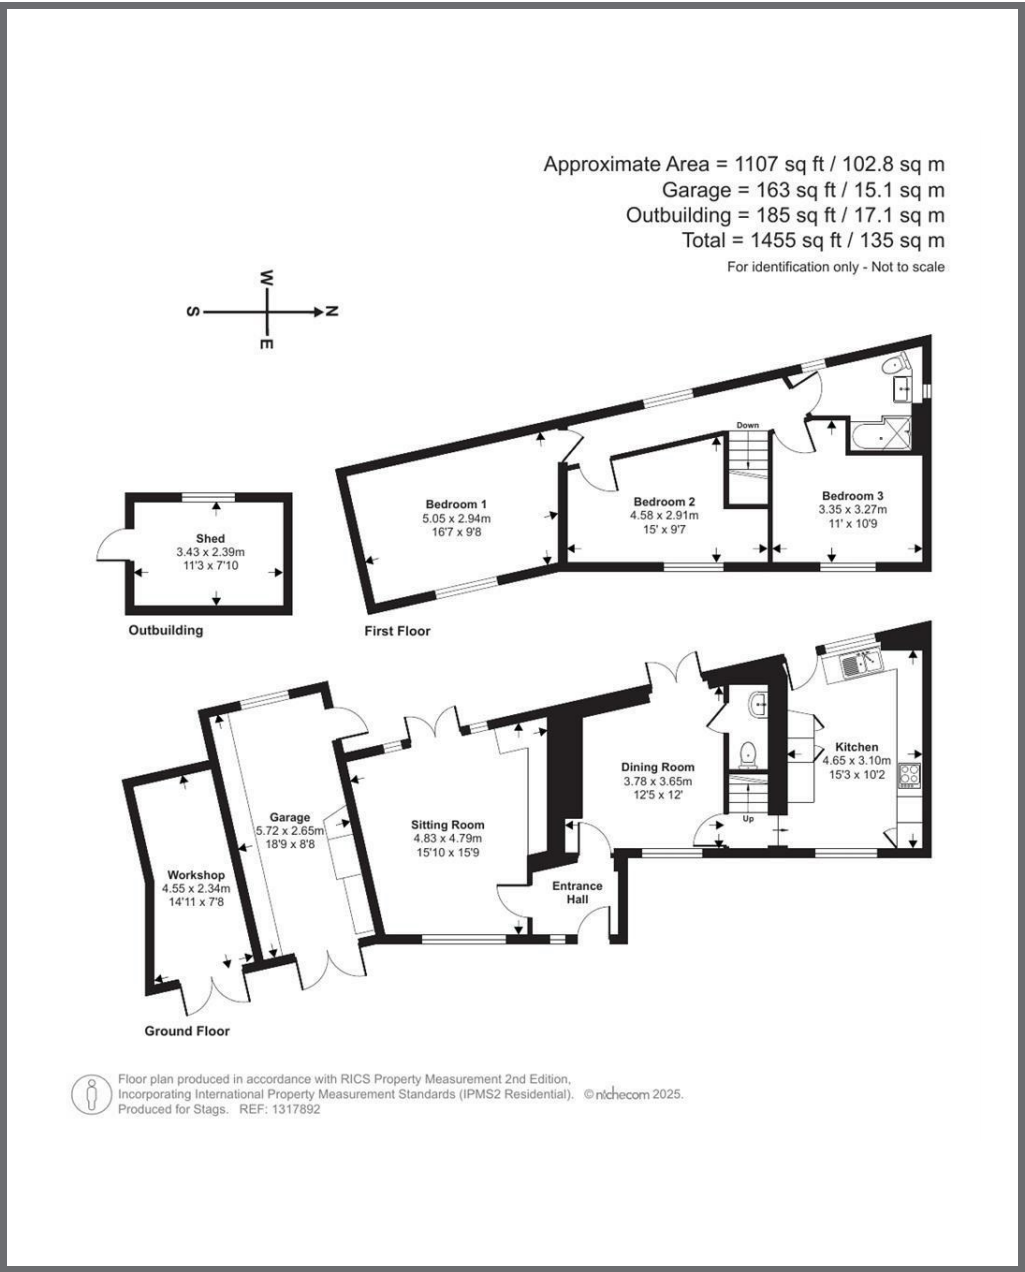 Approximate Area = 1107 sq ft / 102.8 sq m
Garage = 163 sq ft / 15.1 sq m
Outbuilding = 185 sq ft / 17.1 sq m
Total = 1455 sq ft / 135 sq m
For identification only - Not to scale
W
S
N
E
Down
Bedroom 1
5.05 x 2.94m
16'7 x 9'8
Bedroom 2
4.58 x 2.91m
15' x 9'7
Bedroom 3
3.35 x 3.27m
11' x 10'9
Shed
3.43 x 2.39m
11'3 x 7'10
Outbuilding
First Floor
Kitchen
4.65 x 3.10m
15'3 x 10'2
Dining Room
3.78 x 3.65m
12'5 x 12'
Up
Garage
5.72 x 2.65m
18'9 x 8'8
Sitting Room
4.83 x 4.79m
15'10 x 15'9
Workshop
4.55 x 2.34m
14'11 x 7'8
Entrance
Hall
Ground Floor
Floor plan produced in accordance with RICS Property Measurement 2nd Edition,
Incorporating International Property Measurement Standards (IPMS2 Residential). © nichecom 2025.
Produced for Stags. REF: 1317892